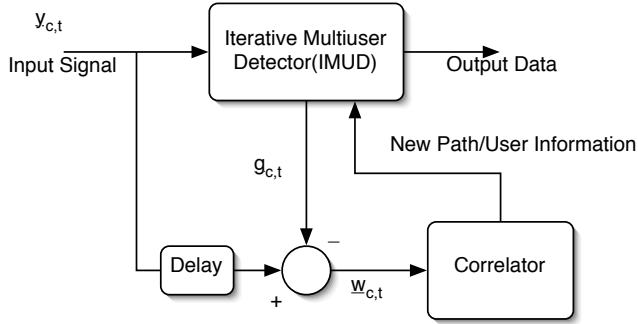 y_c,t
Input Signal
Iterative Multiuser
Detector(IMUD)
Output Data
g_c,t
New Path/User Information
−
Delay
+
w_c,t
Correlator